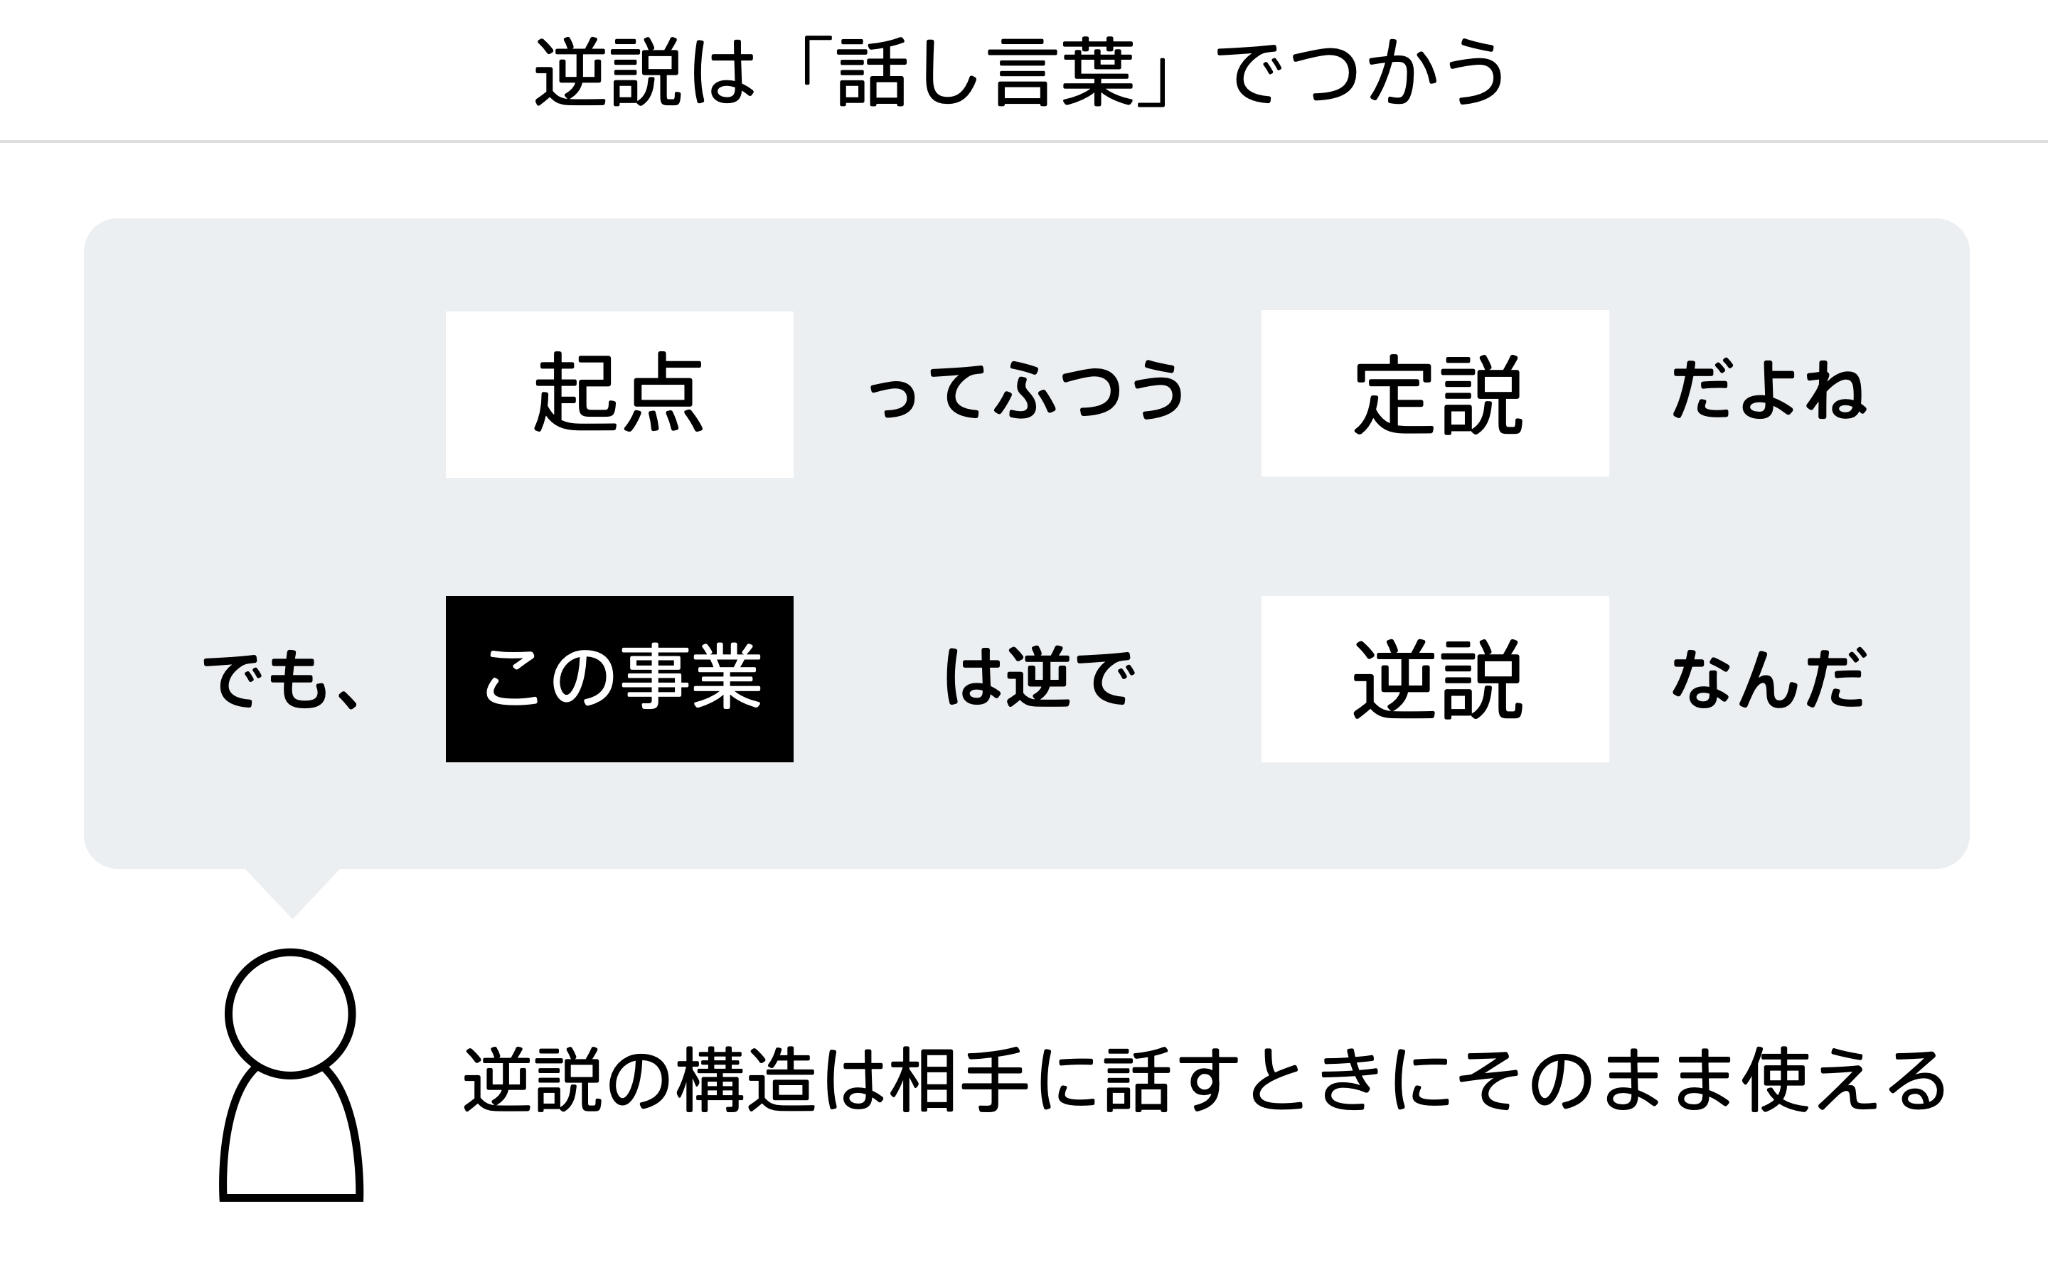 逆説は「話し言葉」でつかう
起点 ってふつう 定説 だよね
でも、 この事業 は逆で 逆説 なんだ
逆説の構造は相手に話すときにそのまま使える